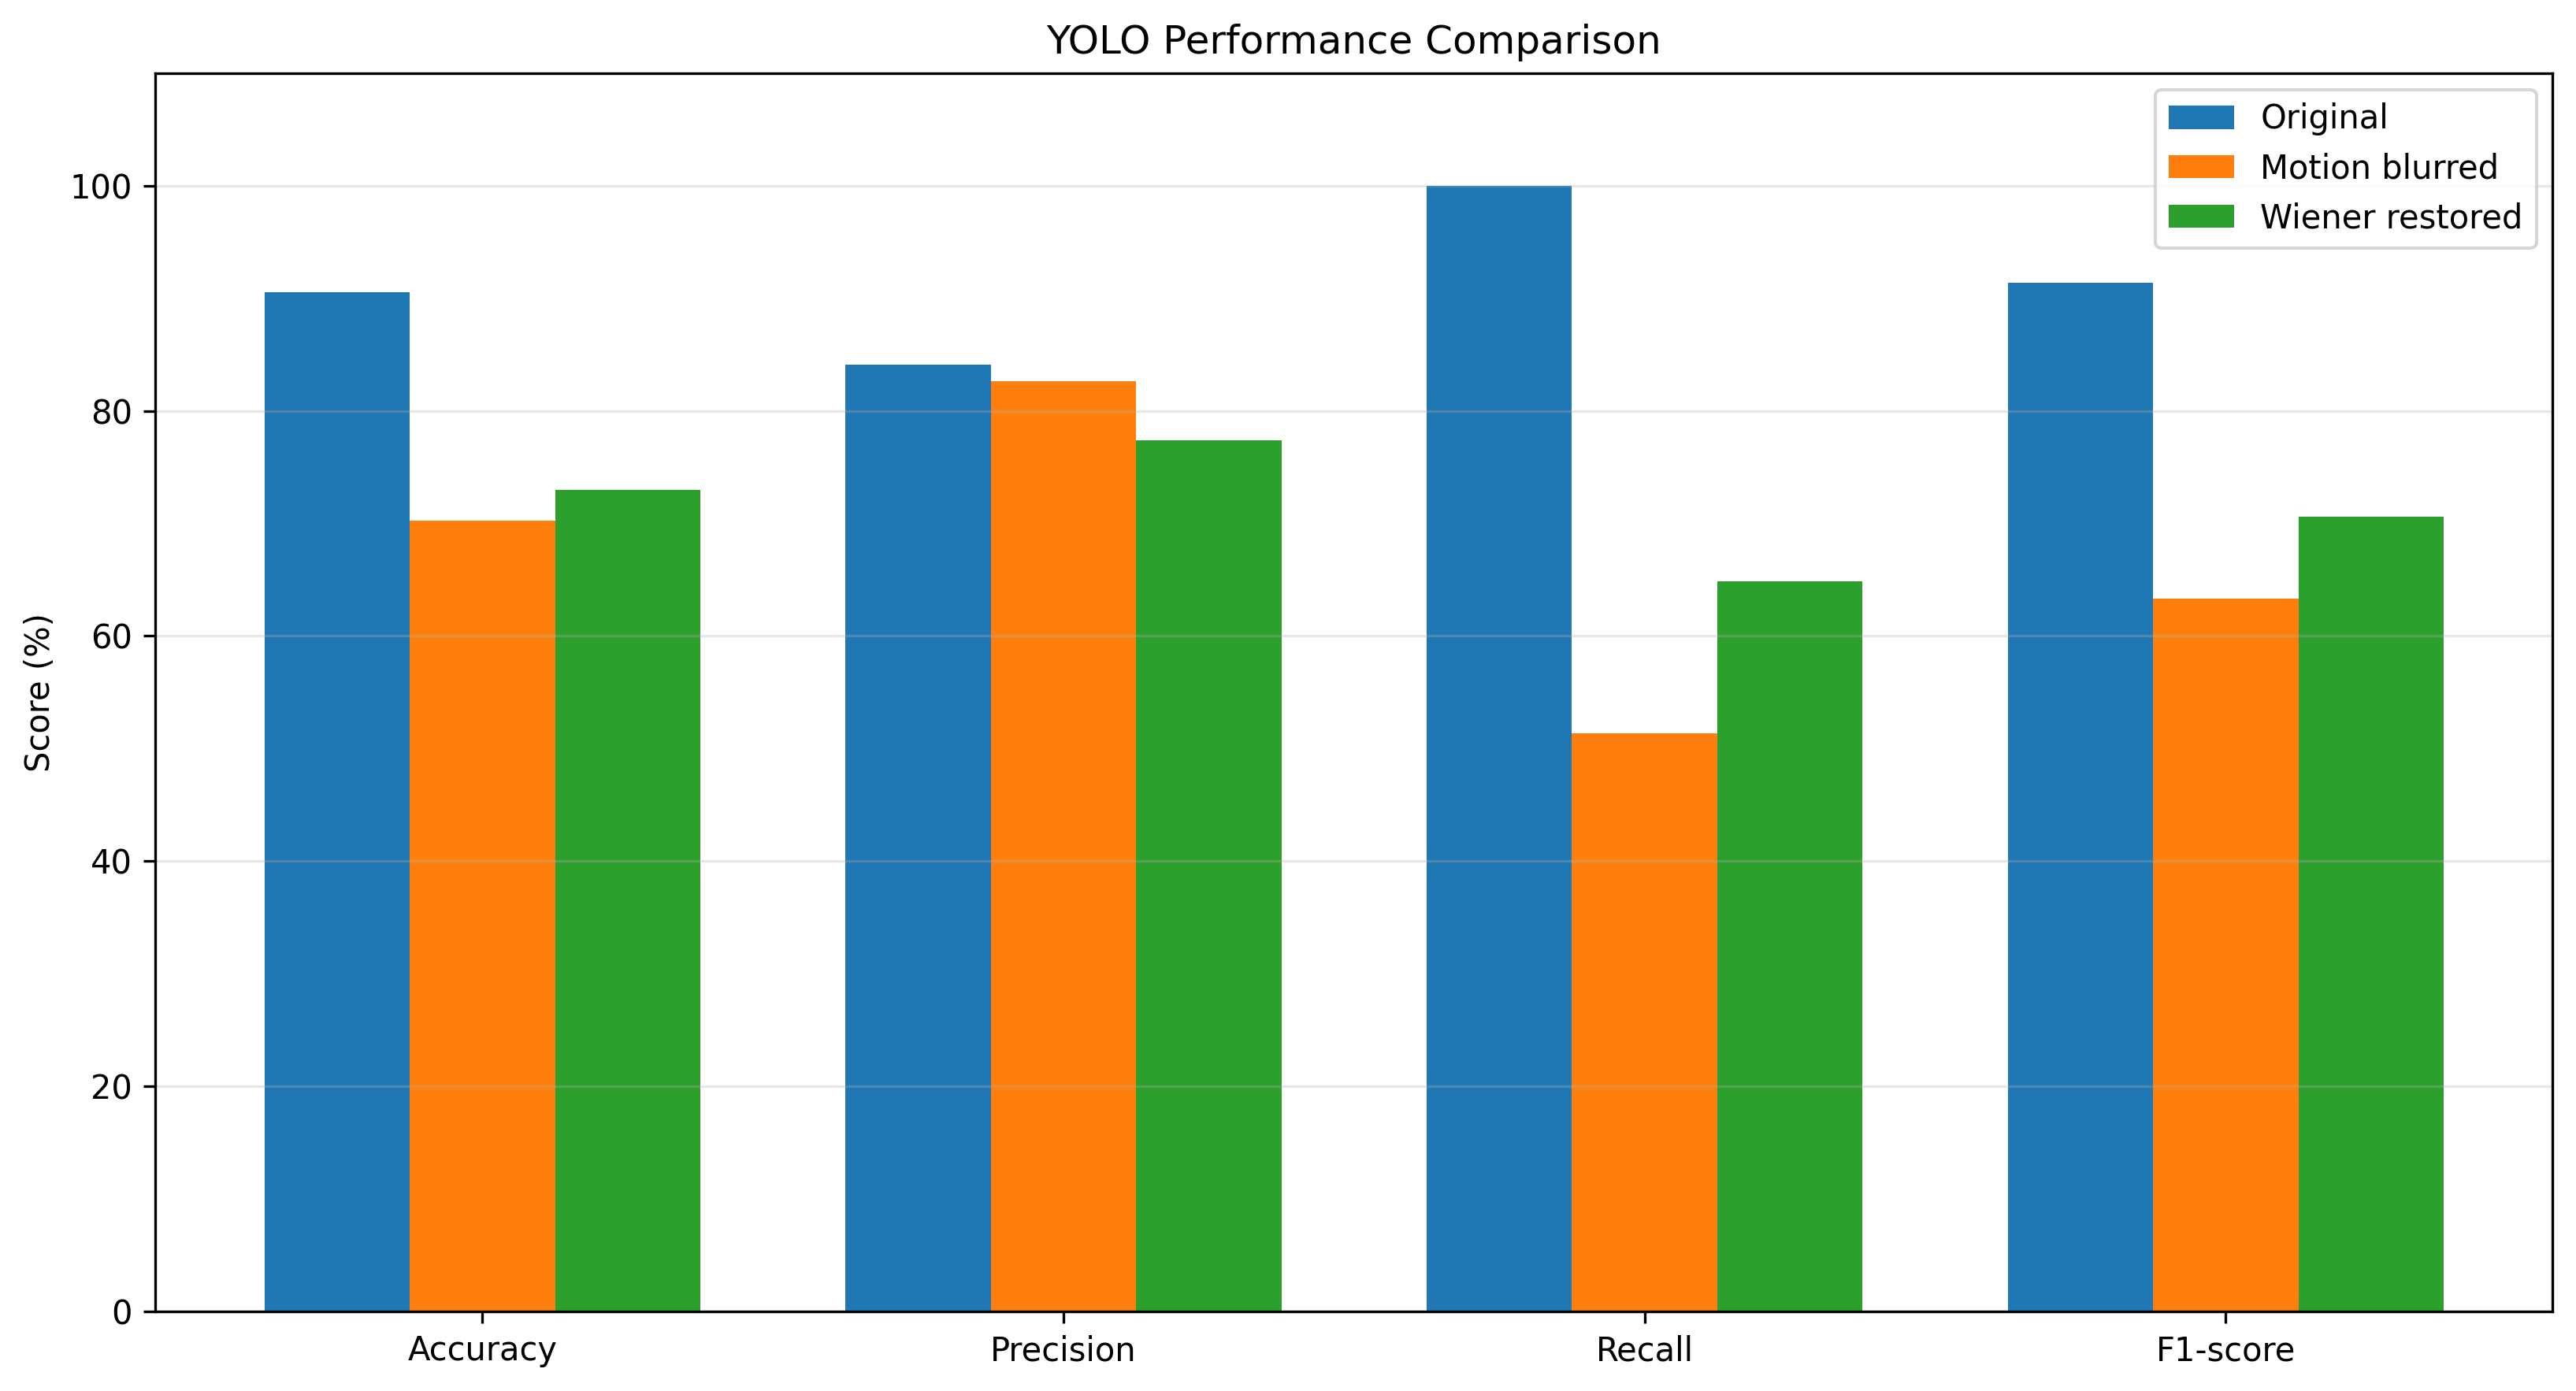 YOLO Performance Comparison
Original
Motion blurred
Wiener restored
Score (%)
100
80
60
40
20
0
Accuracy
Precision
Recall
F1-score